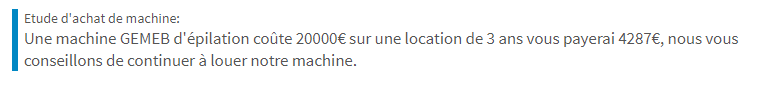 Etude d'achat de machine:
Une machine GEMEB d'épilation coûte 20000€ sur une location de 3 ans vous payerai 4287€, nous vous
conseillons de continuer à louer notre machine.